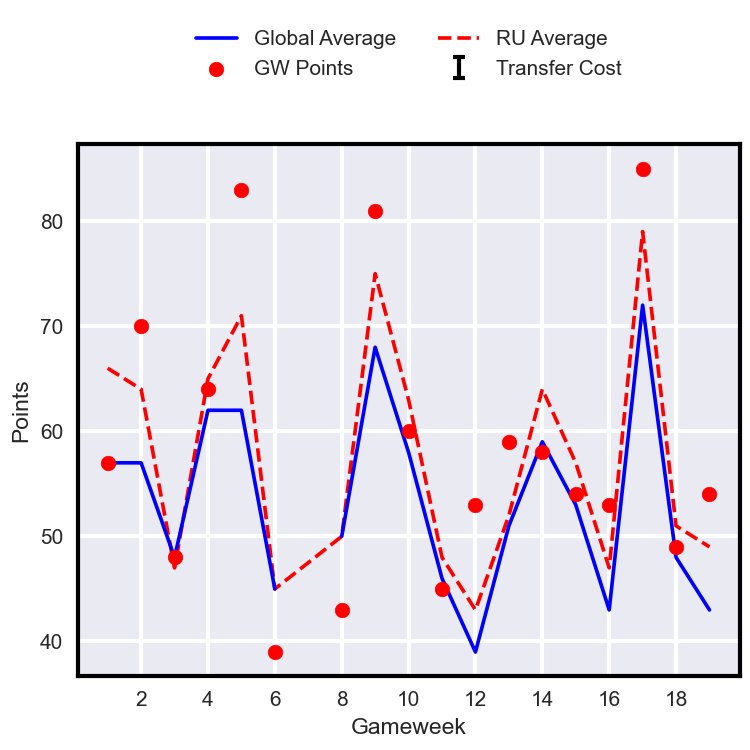 Global Average RU Average
GW Points Transfer Cost
80
70
60
50
40
Points
2 4 6 8 10 12 14 16 18
Gameweek